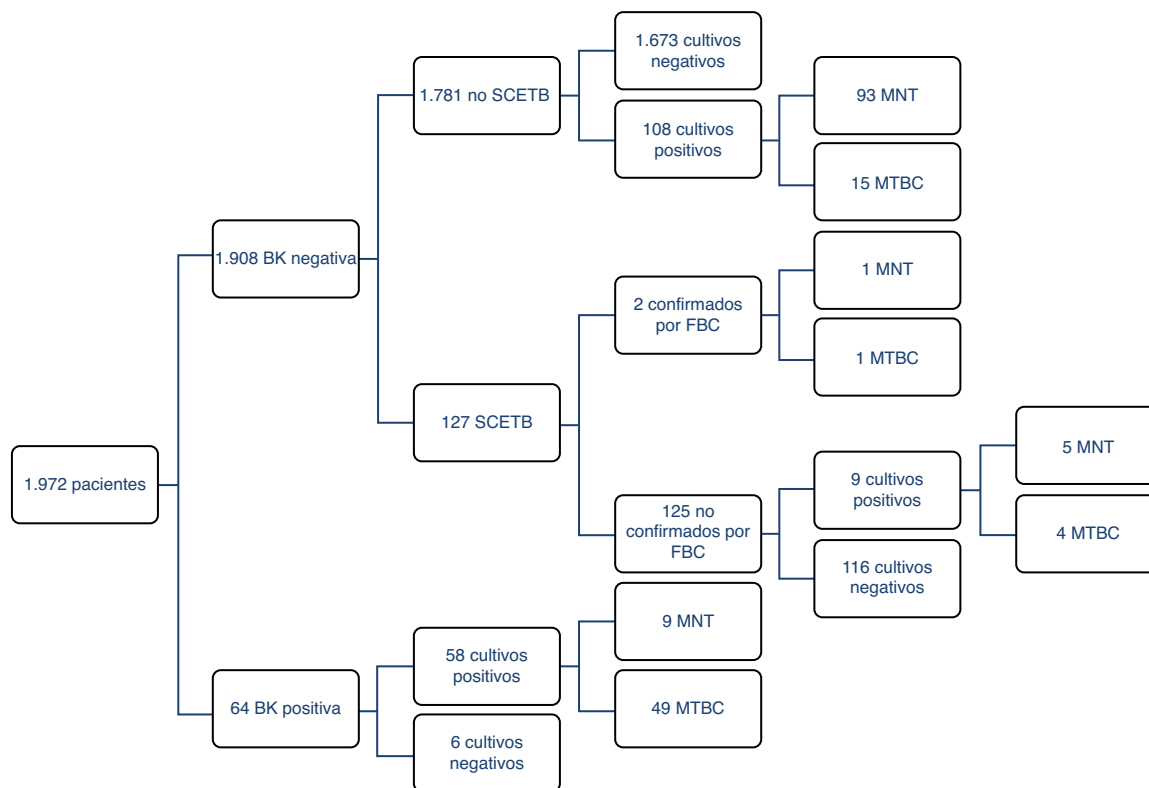 1.972 pacientes
1.908 BK negativa
1.781 no SCETB
1.673 cultivos
negativos
108 cultivos
positivos
93 MNT
15 MTBC
127 SCETB
2 confirmados
por FBC
1 MNT
1 MTBC
125 no
confirmados por
FBC
9 cultivos
positivos
5 MNT
4 MTBC
116 cultivos
negativos
64 BK positiva
58 cultivos
positivos
9 MNT
49 MTBC
6 cultivos
negativos